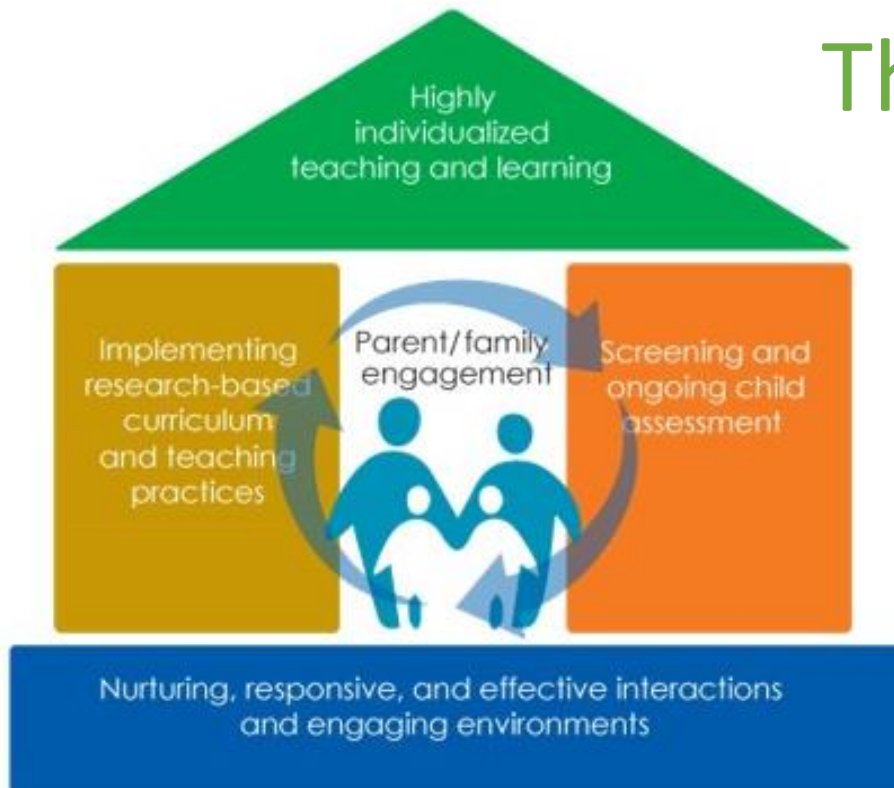 Th
Highly
individualized
teaching and learning
Implementing
research-based
curriculum
and teaching
practices
Parent/family
engagement
Screening and
ongoing child
assessment
Nurturing, responsive, and effective interactions
and engaging environments